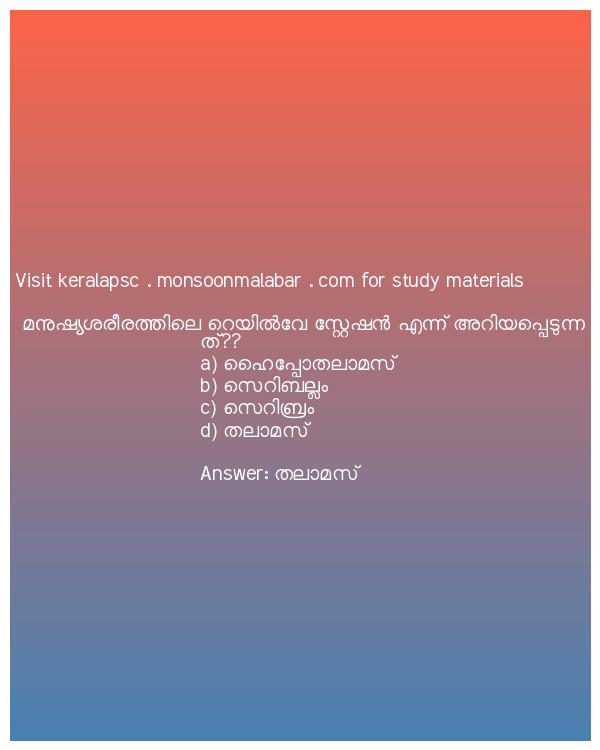 Visit keralapsc . monsoonmalabar . com for study materials
മനുഷ്യശരീരത്തിലെ റെയിൽവേ സ്റ്റേഷൻ എന്ന് അറിയപ്പെടുന്ന
ത്??
a) ഹൈപ്പോതലാമസ്
b) സെറിബല്ലം
c) സെറിബ്രം
d) തലാമസ്
Answer: തലാമസ്